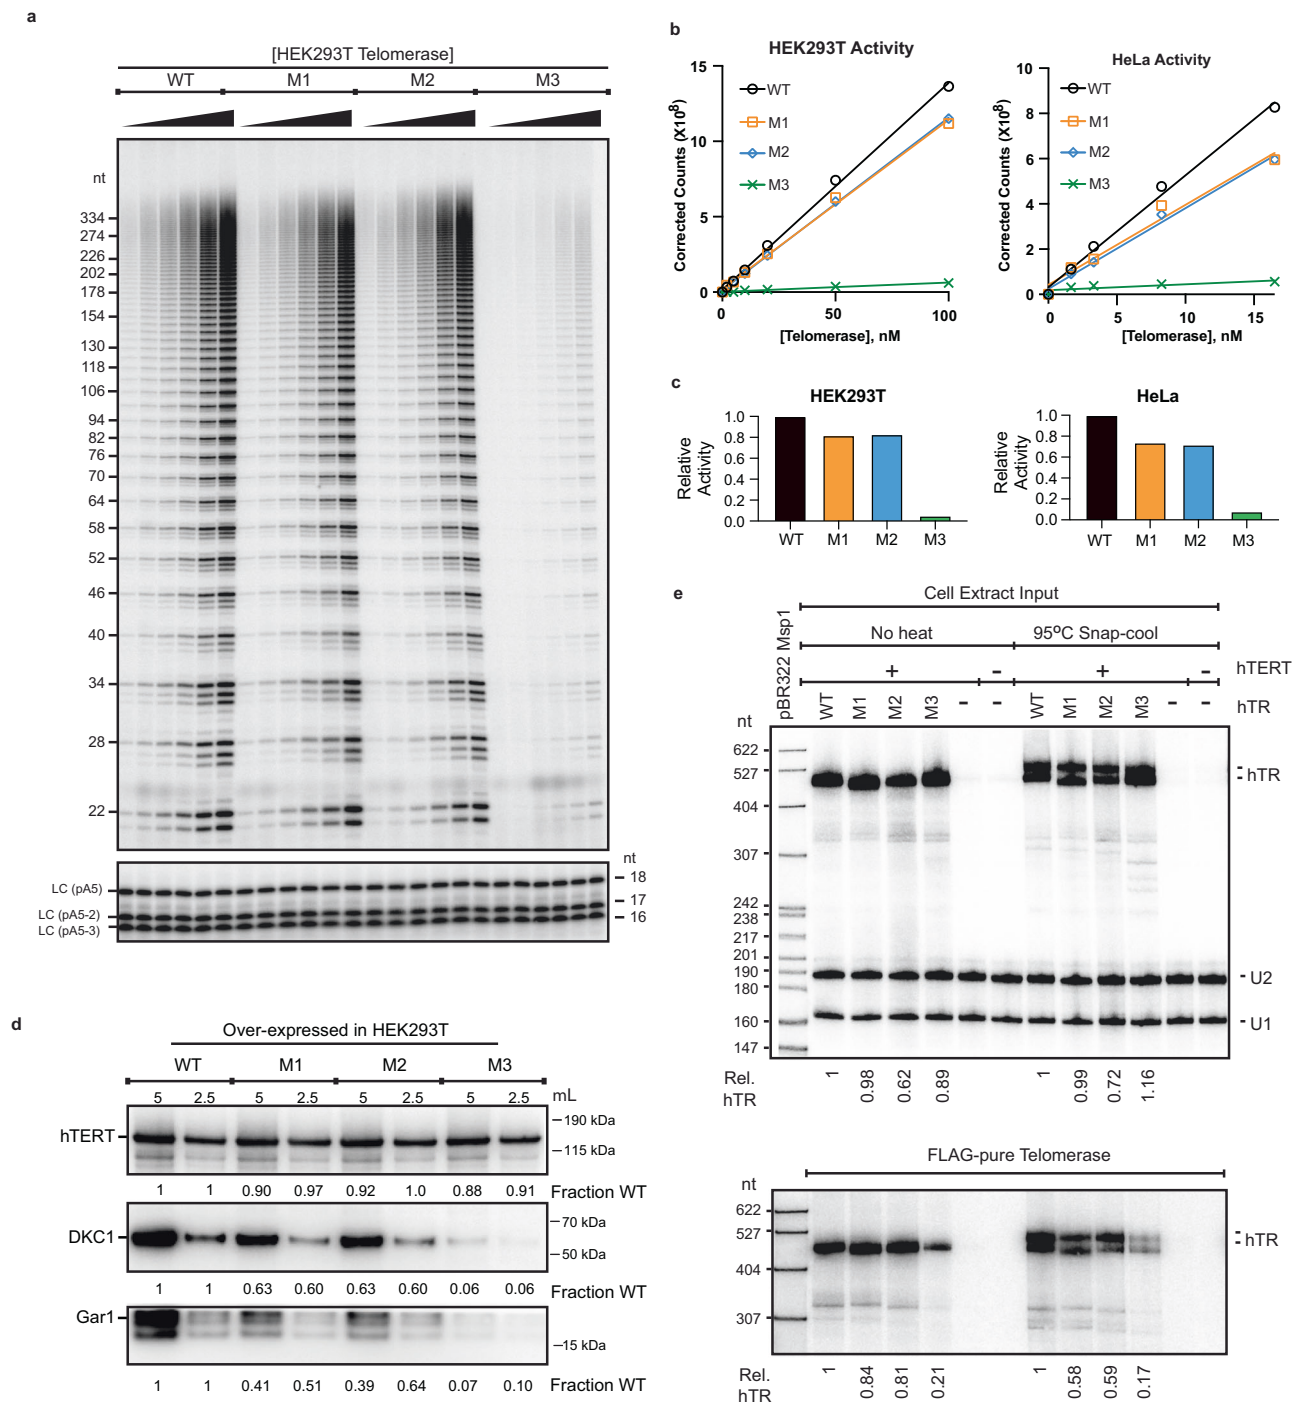 a
[HEK293T Telomerase]
WT M1 M2 M3
nt
334
274
226
202
178
154
130
118
106
94
82
76
70
64
58
52
46
40
34
28
22
nt
LC (pA5) 18
17
LC (pA5-2) 16
LC (pA5-3)
b
HEK293T Activity
Corrected Counts (X10⁸)
15
10
5
0
WT
M1
M2
M3
0 50 100
[Telomerase], nM
HeLa Activity
Corrected Counts (X10⁸)
10
8
6
4
2
0
WT
M1
M2
M3
0 5 10 15
[Telomerase], nM
c
HEK293T
Relative
Activity
1.0
0.8
0.6
0.4
0.2
0.0
WT M1 M2 M3
HeLa
Relative
Activity
1.0
0.8
0.6
0.4
0.2
0.0
WT M1 M2 M3
d
Over-expressed in HEK293T
WT M1 M2 M3
5 2.5 5 2.5 5 2.5 5 2.5 mL
hTERT 190 kDa
115 kDa
1 1 0.90 0.97 0.92 1.0 0.88 0.91 Fraction WT
DKC1 70 kDa
50 kDa
1 1 0.63 0.60 0.63 0.60 0.06 0.06 Fraction WT
Gar1
15 kDa
1 1 0.41 0.51 0.39 0.64 0.07 0.10 Fraction WT
e
Cell Extract Input
No heat 95ºC Snap-cool
+ - + - hTERT
pBR322 Msp1 WT M1 M2 M3 - - WT M1 M2 M3 - - hTR
nt
622
527
404
307
242
238
217
201
190
180
160
147
hTR
U2
U1
Rel.
hTR
1 0.98 0.62 0.89 1 0.99 0.72 1.16
FLAG-pure Telomerase
nt
622
527
404
307
hTR
Rel.
hTR
1 0.84 0.81 0.21 1 0.58 0.59 0.17